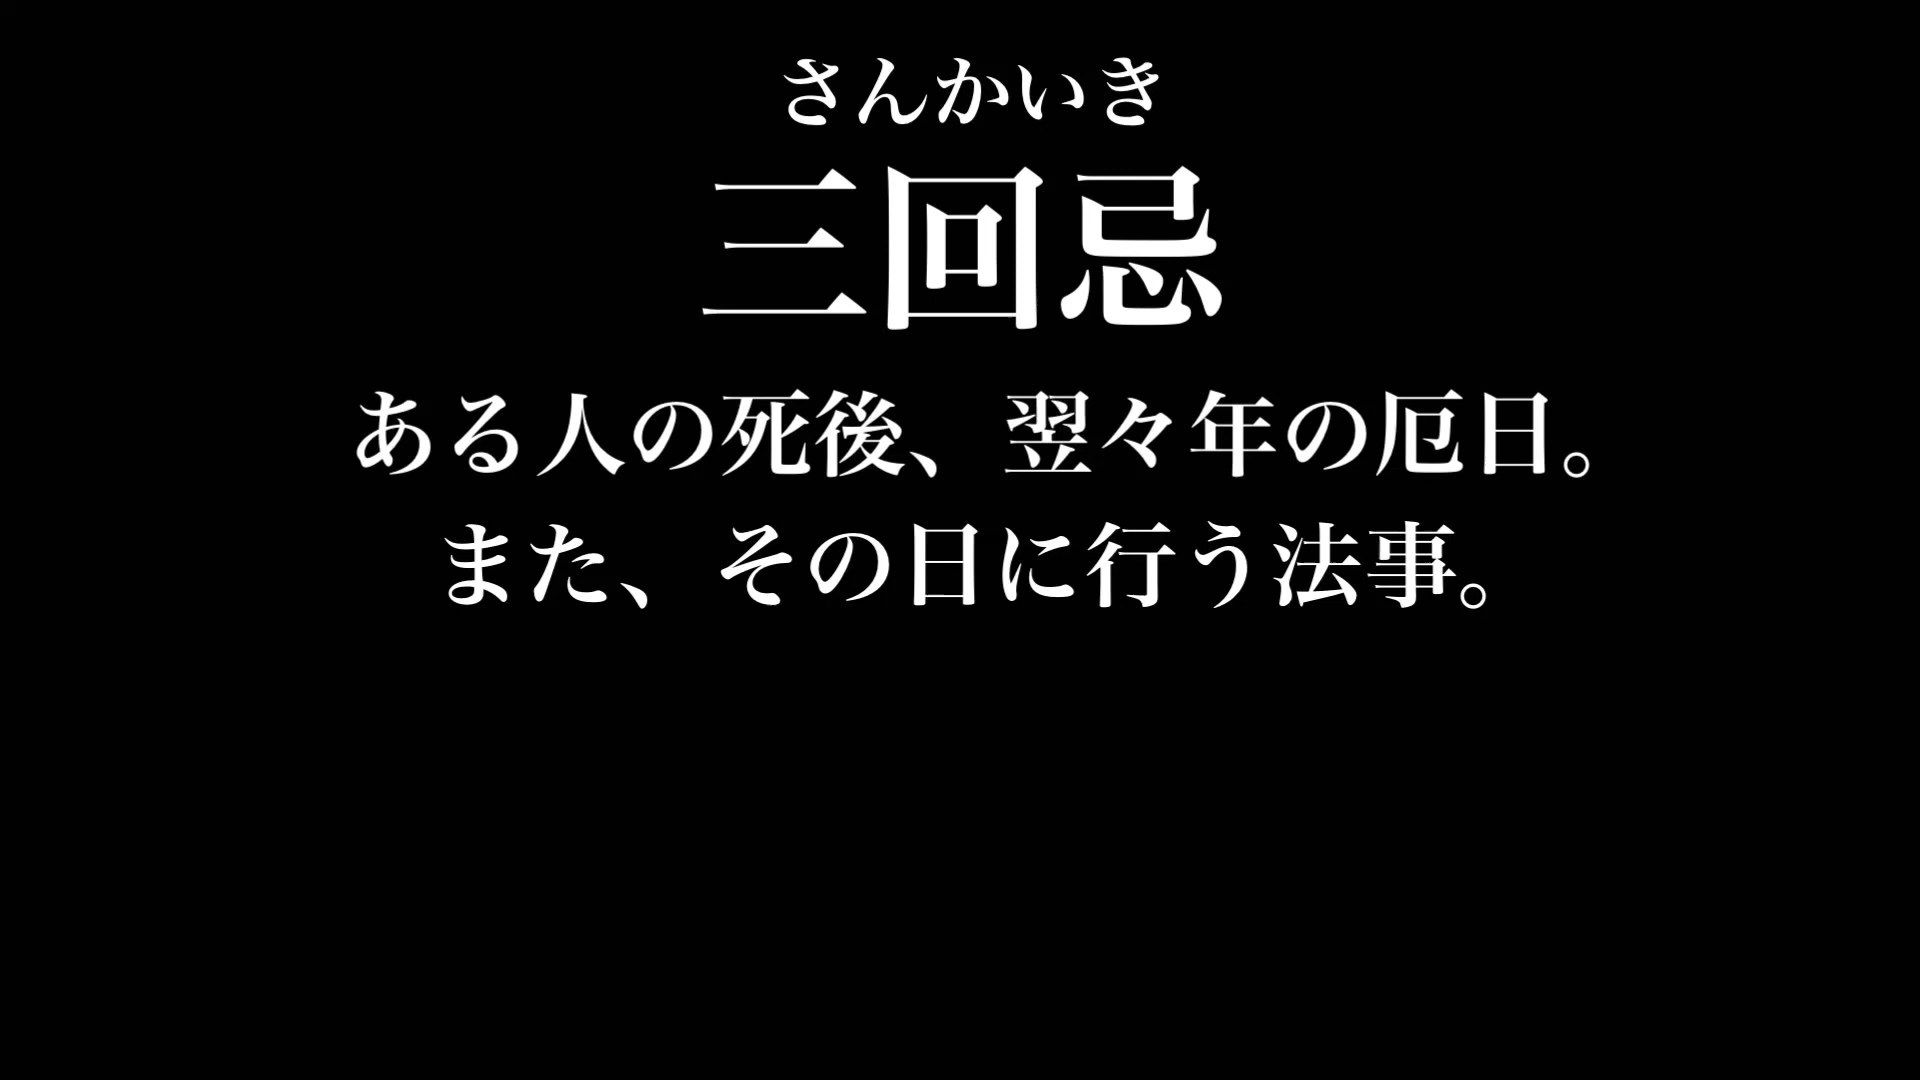 さんかいき
三回忌
ある人の死後、翌々年の厄日。
また、その日に行う法事。